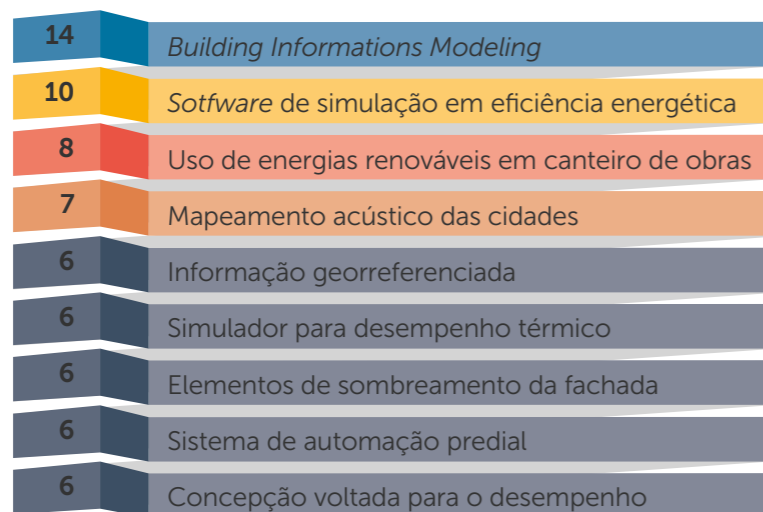 14 Building Informations Modeling
10 Sotfware de simulação em eficiência energética
8 Uso de energias renováveis em canteiro de obras
7 Mapeamento acústico das cidades
6 Informação georreferenciada
6 Simulador para desempenho térmico
6 Elementos de sombreamento da fachada
6 Sistema de automação predial
6 Concepção voltada para o desempenho